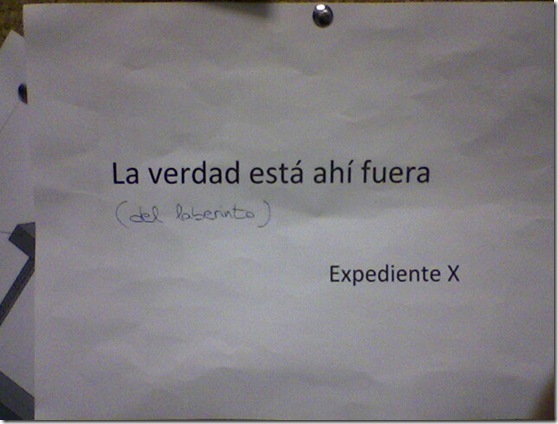 La verdad está ahí fuera
(del laberinto)
Expediente X